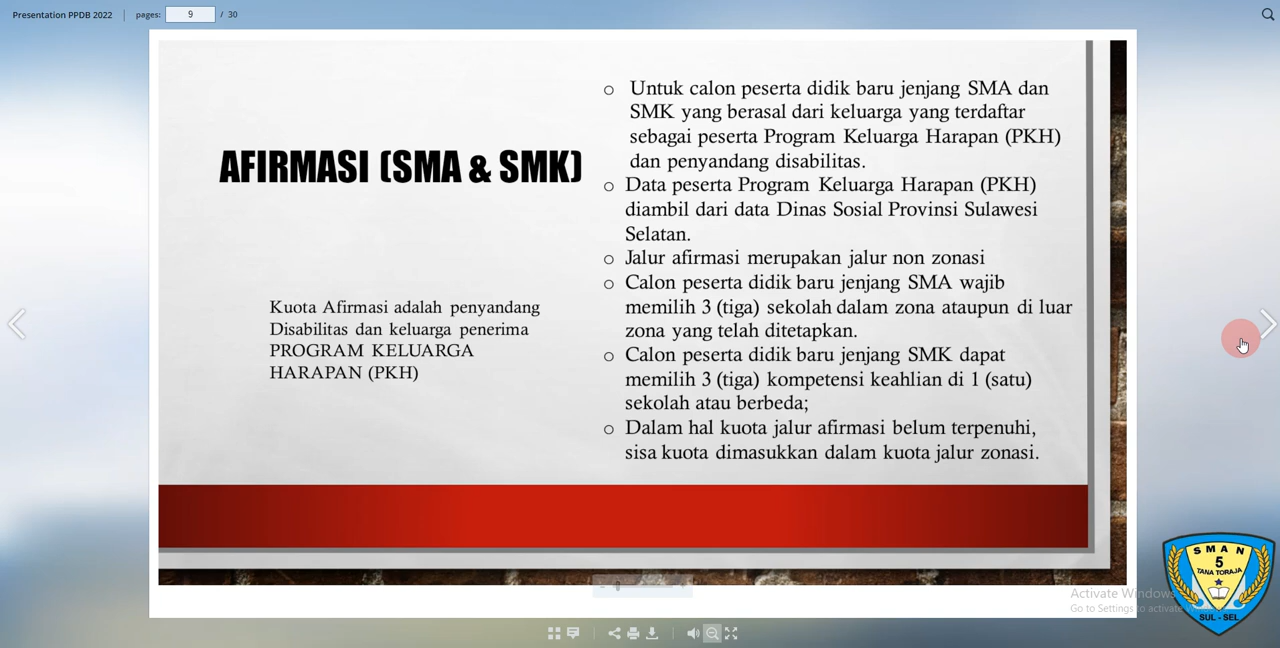 Presentation PPDB 2022
pages: 9 / 30
AFIRMASI (SMA & SMK)
Kuota Afirmasi adalah penyandang
Disabilitas dan keluarga penerima
PROGRAM KELUARGA
HARAPAN (PKH)
o Untuk calon peserta didik baru jenjang SMA dan
SMK yang berasal dari keluarga yang terdaftar
sebagai peserta Program Keluarga Harapan (PKH)
dan penyandang disabilitas.
o Data peserta Program Keluarga Harapan (PKH)
diambil dari data Dinas Sosial Provinsi Sulawesi
Selatan.
o Jalur afirmasi merupakan jalur non zonasi
o Calon peserta didik baru jenjang SMA wajib
memilih 3 (tiga) sekolah dalam zona ataupun di luar
zona yang telah ditetapkan.
o Calon peserta didik baru jenjang SMK dapat
memilih 3 (tiga) kompetensi keahlian di 1 (satu)
sekolah atau berbeda;
o Dalam hal kuota jalur afirmasi belum terpenuhi,
sisa kuota dimasukkan dalam kuota jalur zonasi.
Activate Windows
Go to Settings to activate
SMAN
5
TANA TORAJA
SUL - SEL